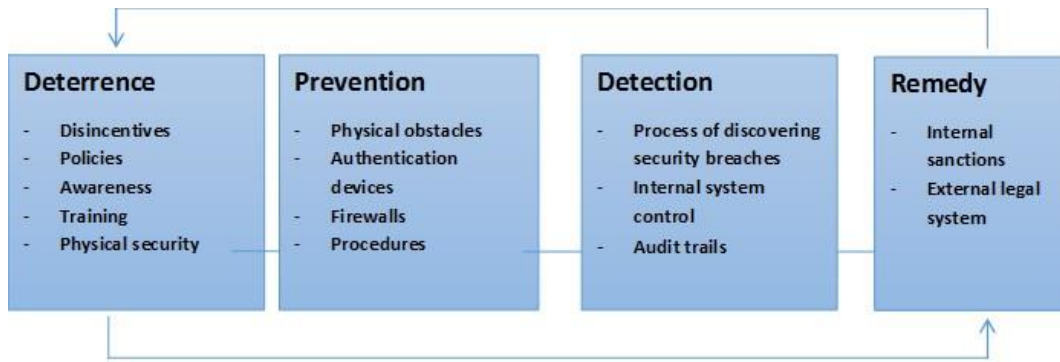 Deterrence
- Disincentives
- Policies
- Awareness
- Training
- Physical security
Prevention
- Physical obstacles
- Authentication
devices
- Firewalls
- Procedures
Detection
- Process of discovering
security breaches
- Internal system
control
- Audit trails
Remedy
- Internal
sanctions
- External legal
system